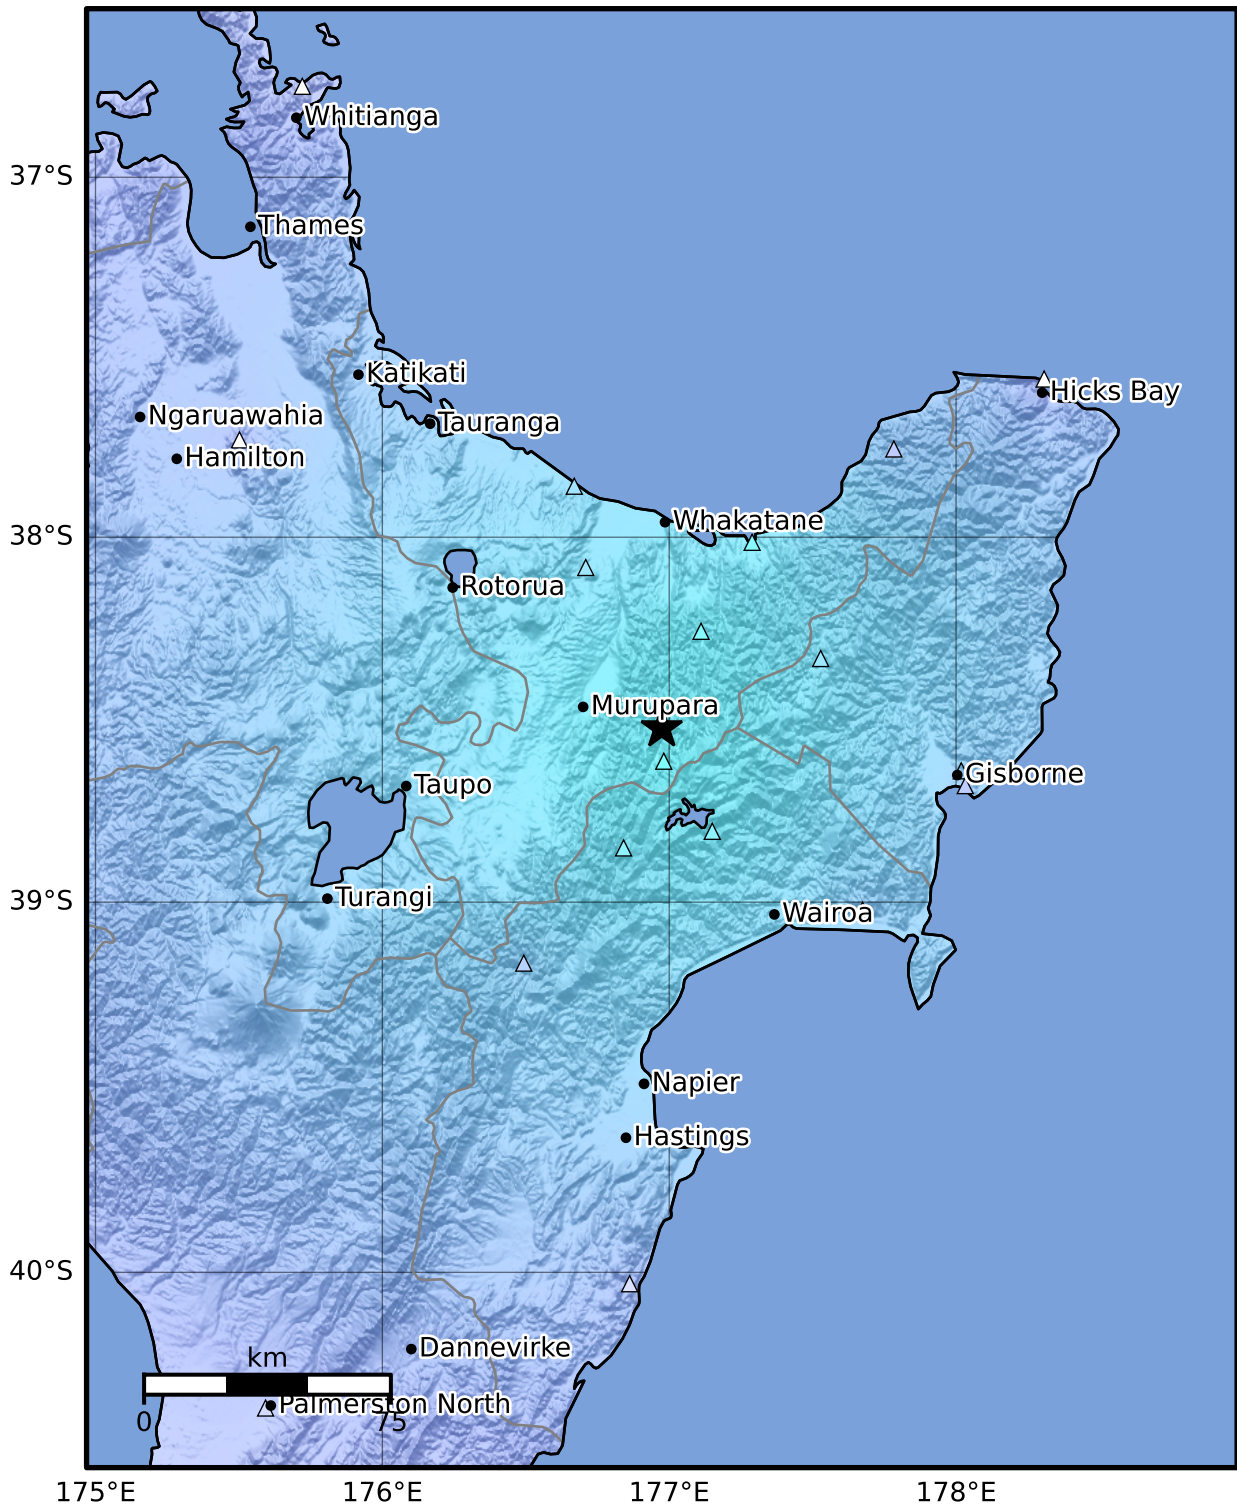 Whitianga
37°S
Thames
Katikati
Hicks Bay
Ngaruawahia
Tauranga
Hamilton
Whakatane
38°S
Rotorua
Murupara
Gisborne
Taupo
Turangi
39°S
Wairoa
Napier
Hastings
40°S
Dannevirke
km
Palmerston North
0
75
175°E
176°E
177°E
178°E